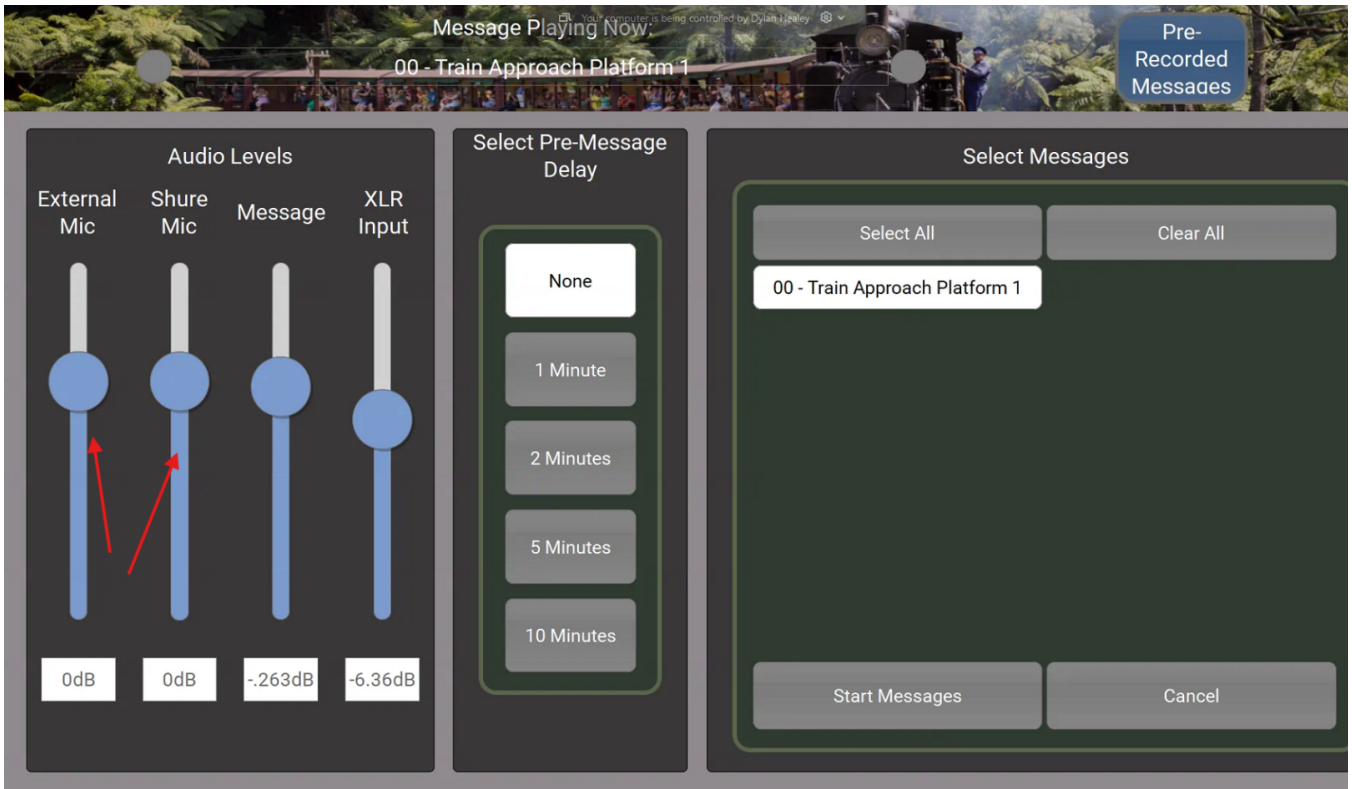 Your computer is being controlled by Dylan Healey
Message Playing Now:
00 - Train Approach Platform 1
Pre-
Recorded
Messages
Audio Levels
External
Mic
Shure
Mic
Message
XLR
Input
0dB
0dB
-.263dB
-6.36dB
Select Pre-Message
Delay
None
1 Minute
2 Minutes
5 Minutes
10 Minutes
Select Messages
Select All
Clear All
00 - Train Approach Platform 1
Start Messages
Cancel